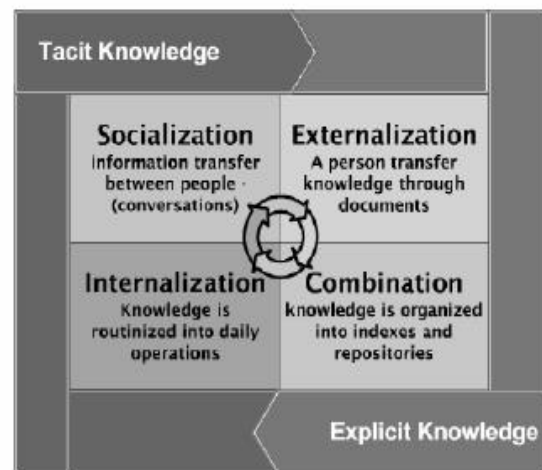 Tacit Knowledge
Socialization
information transfer
between people -
(conversations)
Externalization
A person transfer
knowledge through
documents
Internalization
Knowledge is
routinized into daily
operations
Combination
knowledge is organized
into indexes and
repositories
Explicit Knowledge